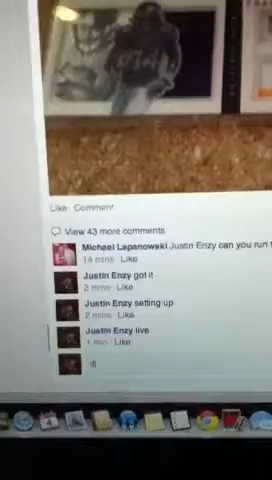 Like Comment
View 43 more comments
Michael Lapanowski Justin Enzy can you run
14 mins · Like
Justin Enzy got it
2 mins · Like
Justin Enzy setting up
2 mins · Like
Justin Enzy live
1 min · Like